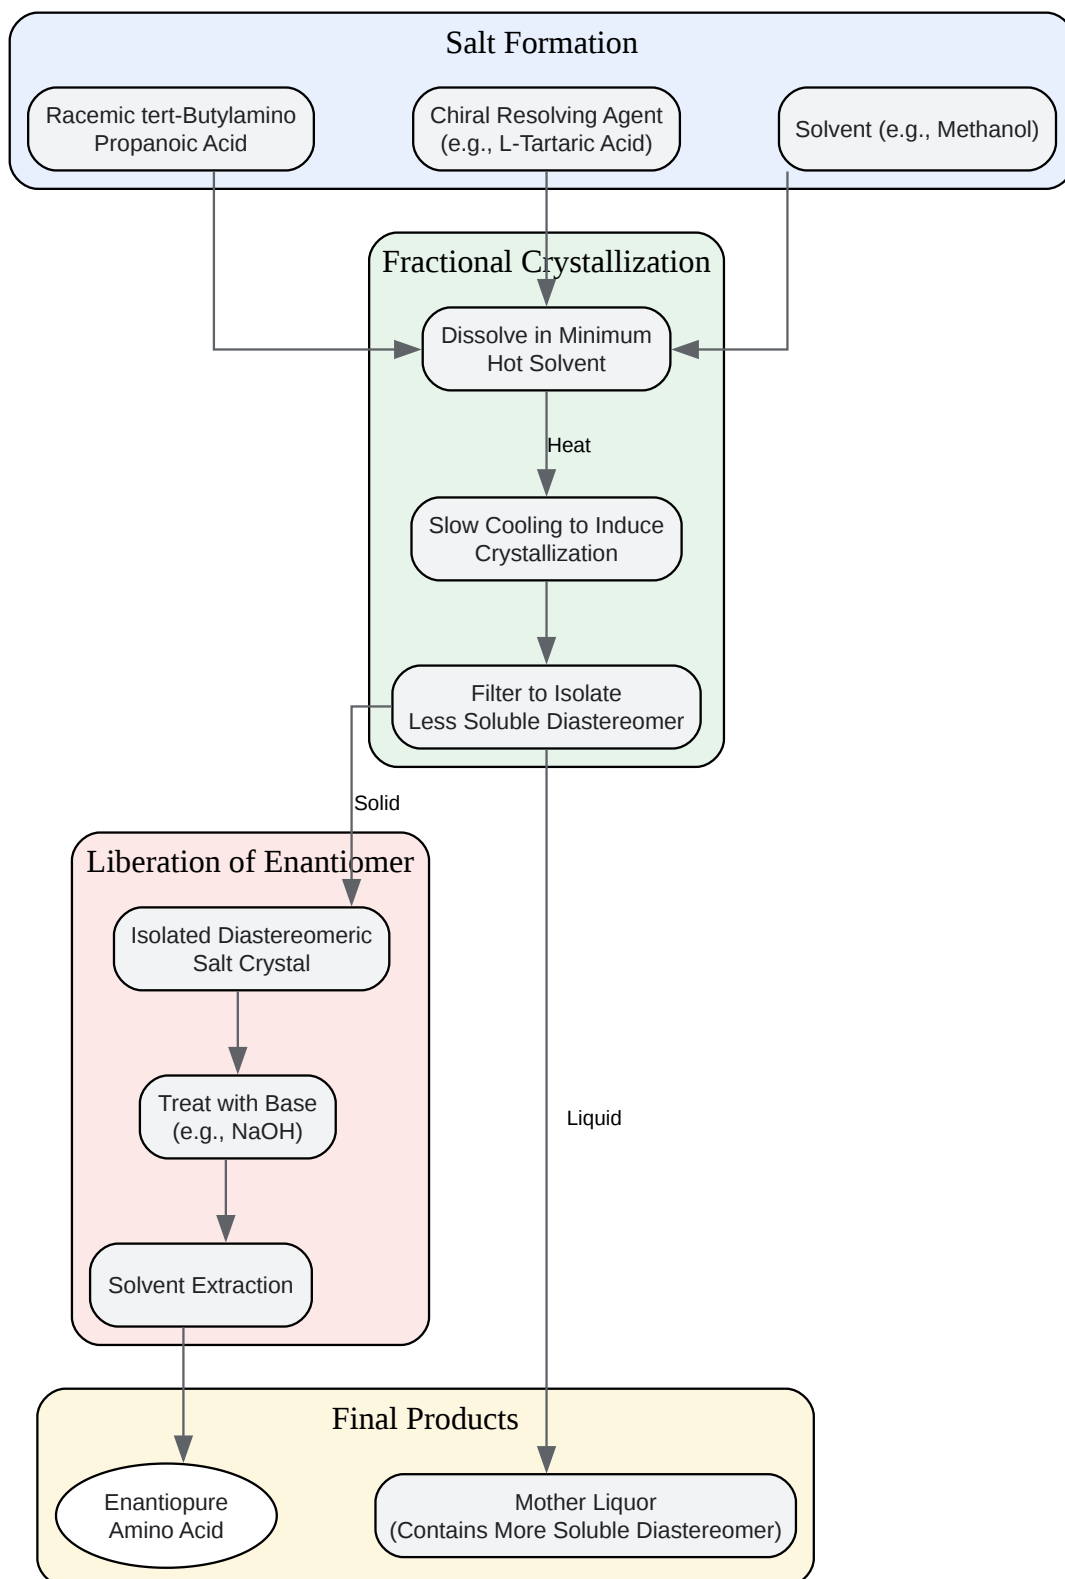 Salt Formation
Racemic tert-Butylamino
Propanoic Acid
Chiral Resolving Agent
(e.g., L-Tartaric Acid)
Solvent (e.g., Methanol)
Fractional Crystallization
Dissolve in Minimum
Hot Solvent
Heat
Slow Cooling to Induce
Crystallization
Filter to Isolate
Less Soluble Diastereomer
Solid
Liberation of Enantiomer
Isolated Diastereomeric
Salt Crystal
Treat with Base
(e.g., NaOH)
Liquid
Solvent Extraction
Final Products
Enantiopure
Amino Acid
Mother Liquor
(Contains More Soluble Diastereomer)